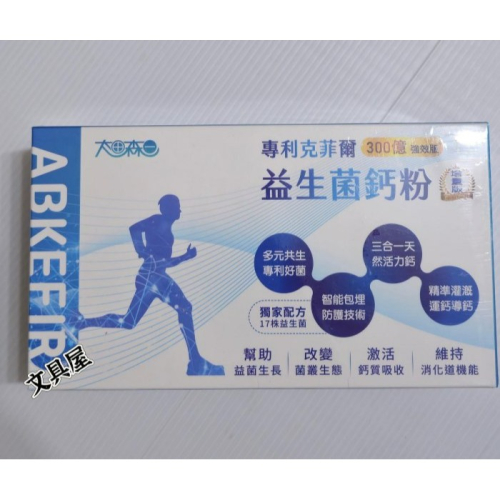 大田森一
ABKEFIR
專利克菲爾 300億 強效版
益生菌鈣粉
多元共生
專利好菌
三合一天
然活力鈣
智能包埋
防護技術
精準灌溉
運鈣導鈣
獨家配方
17株益生菌
幫助
益菌生長
改變
菌叢生態
激活
鈣質吸收
維持
消化道機能
文具屋